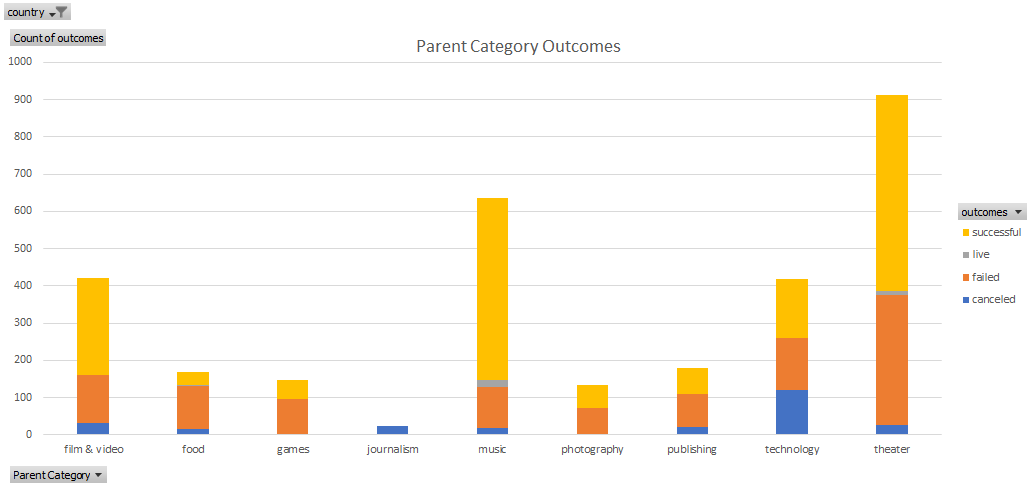 country
Count of outcomes
Parent Category Outcomes
1000
900
800
700
600
500
400
300
200
100
0
film & video food games journalism music photography publishing technology theater
outcomes
successful
live
failed
canceled
Parent Category